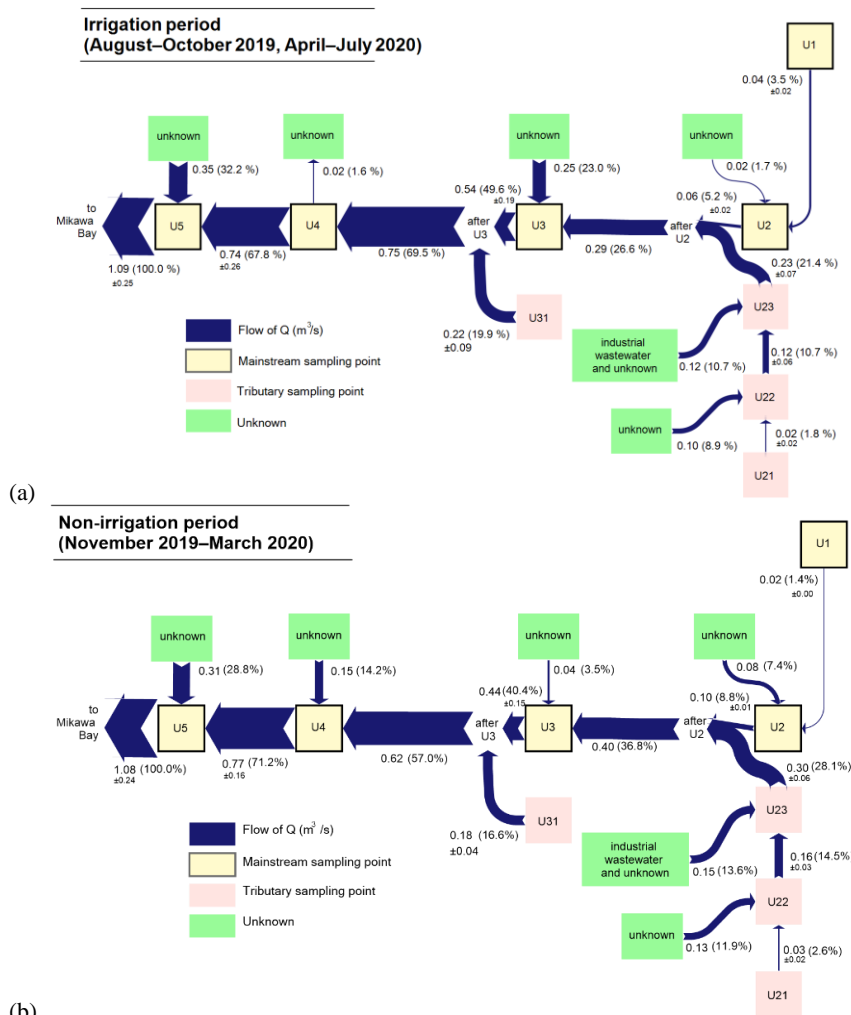 Irrigation period
(August–October 2019, April–July 2020)
U1
0.04 (3.5 %)
±0.02
unknown
unknown
unknown
unknown
0.35 (32.2 %)
0.02 (1.6 %)
0.25 (23.0 %)
0.02 (1.7 %)
0.54 (49.6 %)
±0.19
0.06 (5.2 %)
±0.02
to
Mikawa
Bay
U5
U4
after
U3
U3
after
U2
U2
1.09 (100.0 %)
±0.25
0.74 (67.8 %)
±0.26
0.75 (69.5 %)
0.29 (26.6 %)
0.23 (21.4 %)
±0.07
U31
U23
0.22 (19.9 %)
±0.09
industrial
wastewater
and unknown
0.12 (10.7 %)
0.12 (10.7 %)
±0.06
U22
unknown
0.10 (8.9 %)
0.02 (1.8 %)
±0.02
U21
Flow of Q (m³/s)
Mainstream sampling point
Tributary sampling point
Unknown
(a)
Non-irrigation period
(November 2019–March 2020)
U1
0.02 (1.4%)
±0.00
unknown
unknown
unknown
unknown
0.31 (28.8%)
0.15 (14.2%)
0.04 (3.5%)
0.08 (7.4%)
0.44 (40.4%)
±0.15
0.10 (8.8%)
±0.01
to
Mikawa
Bay
U5
U4
after
U3
U3
after
U2
U2
1.08 (100.0%)
±0.24
0.77 (71.2%)
±0.16
0.62 (57.0%)
0.40 (36.8%)
0.30 (28.1%)
±0.06
U31
U23
0.18 (16.6%)
±0.04
industrial
wastewater
and unknown
0.15 (13.6%)
0.16 (14.5%)
±0.03
U22
unknown
0.13 (11.9%)
0.03 (2.6%)
±0.02
U21
Flow of Q (m³ /s)
Mainstream sampling point
Tributary sampling point
Unknown
(b)